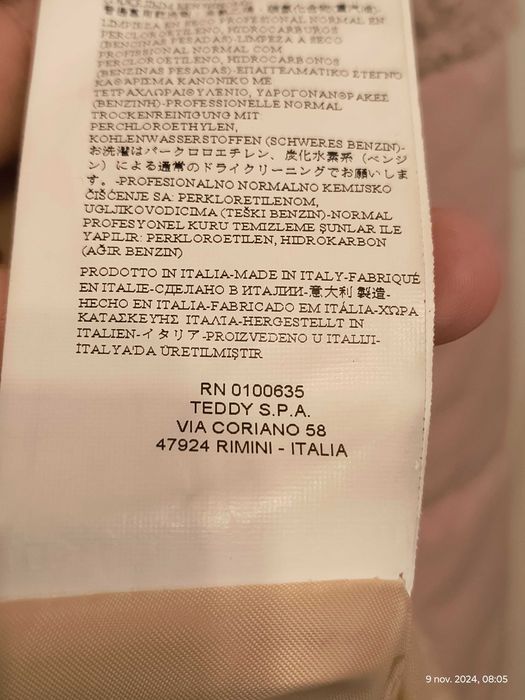 LIMPIEZA EN SECO PROFESIONAL NORMAL EN
PERCLOROETILENO, HIDROCARBUROS
(BENCINAS PESADAS)-LIMPEZA A SECO
PROFISSIONAL NORMAL COM
PERCLOROETILENO, HIDROCARBONOS
(BENZINAS PESADAS)-ΕΠΑΓΓΕΛΜΑΤΙΚΟ ΣΤΕΓΝΟ
ΚΑΘΑΡΙΣΜΑ ΚΑΝΟΝΙΚΟ ΜΕ
ΤΕΤΡΑΧΛΩΡΑΙΘΥΛΕΝΙΟ, ΥΔΡΟΓΟΝΑΝΘΡΑΚΕΣ
(BENZINH)-PROFESSIONELLE NORMAL
TROCKENREINIGUNG MIT
PERCHLOROETHYLEN,
KOHLENWASSERSTOFFEN (SCHWERES BENZIN)-
お洗濯はパークロロエチレン、炭化水素系（ベンジ
ン）による通常のドライクリーニングでお願いしま
す。-PROFESIONALNO NORMALNO KEMIJSKO
ČIŠĆENJE SA: PERKLORETILENOM,
UGLJIKOVODICIMA (TEŠKI BENZIN)-NORMAL
PROFESYONEL KURU TEMIZLEME ŞUNLAR ILE
YAPILIR: PERKLOROETILEN, HIDROKARBON
(AĞIR BENZIN)
PRODOTTO IN ITALIA-MADE IN ITALY-FABRIQUÉ
EN ITALIE-СДЕЛАНО В ИТАЛИИ-意大利 製造-
HECHO EN ITALIA-FABRICADO EM ITÁLIA-ΧΩΡΑ
ΚΑΤΑΣΚΕΥΗΣ ΙΤΑΛΙΑ-HERGESTELLT IN
ITALIEN-イタリア-PROIZVEDENO U ITALIJI-
İTALYA'DA ÜRETILMIŞTIR
RN 0100635
TEDDY S.P.A.
VIA CORIANO 58
47924 RIMINI - ITALIA
9 nov. 2024, 08:05